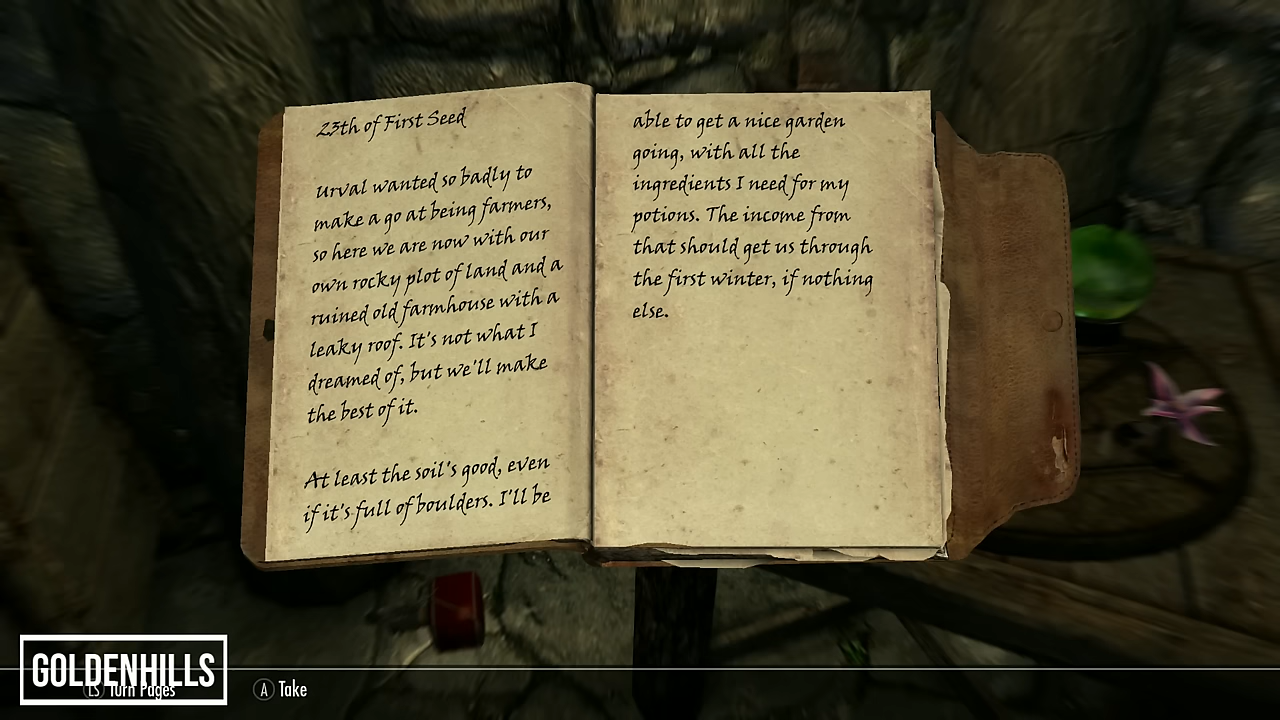 23th of First Seed
Urval wanted so badly to
make a go at being farmers,
so here we are now with our
own rocky plot of land and a
ruined old farmhouse with a
leaky roof. It's not what I
dreamed of, but we'll make
the best of it.
At least the soil's good, even
if it's full of boulders. I'll be
able to get a nice garden
going, with all the
ingredients I need for my
potions. The income from
that should get us through
the first winter, if nothing
else.
GOLDENHILLS
LS Turn Pages
A Take